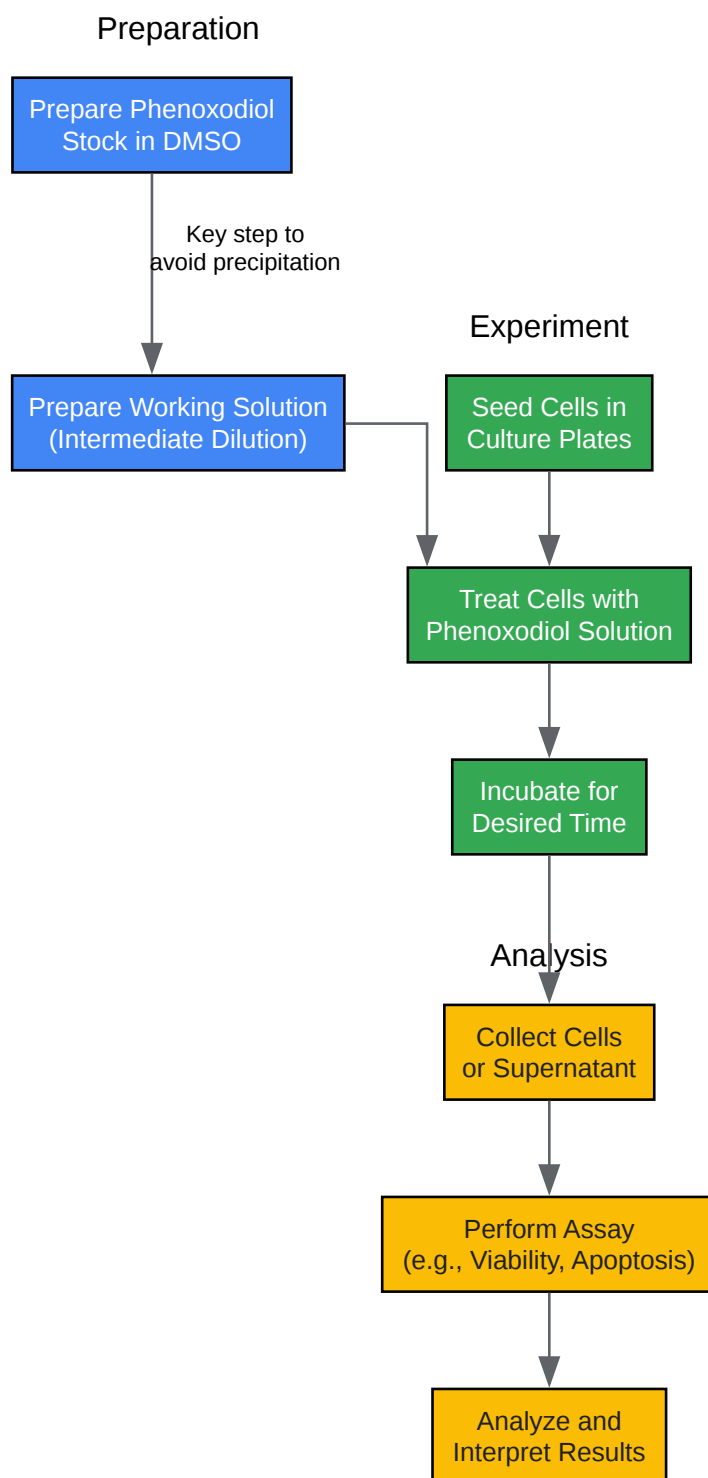 Preparation
Prepare Phenoxodiol
Stock in DMSO
Key step to
avoid precipitation
Prepare Working Solution
(Intermediate Dilution)
Experiment
Seed Cells in
Culture Plates
Treat Cells with
Phenoxodiol Solution
Incubate for
Desired Time
Analysis
Collect Cells
or Supernatant
Perform Assay
(e.g., Viability, Apoptosis)
Analyze and
Interpret Results